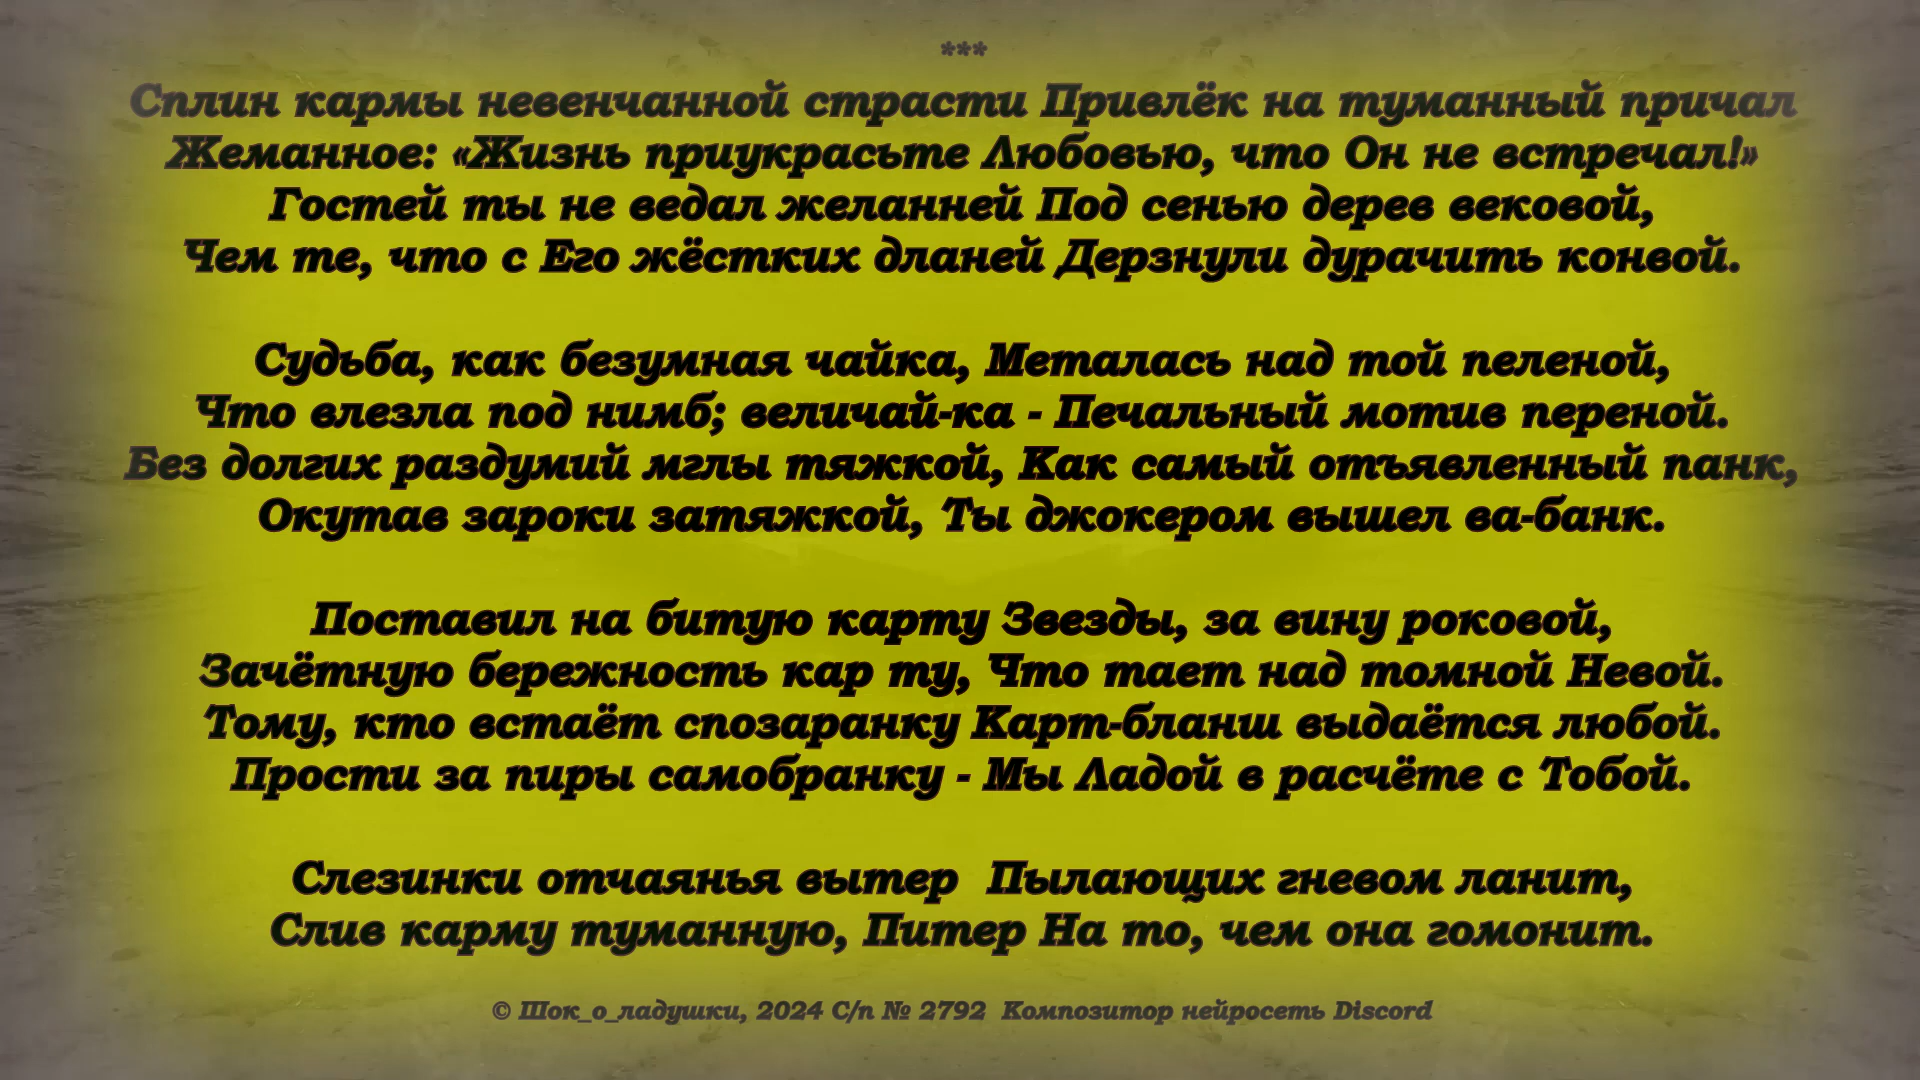 ***
Сплин кармы невенчанной страсти Привлёк на туманный причал
Жеманное: «Жизнь приукрасьте Любовью, что Он не встречал!»
Гостей ты не ведал желанней Под сенью дерев вековой,
Чем те, что с Его жёстких дланей Дерзнули дурачить конвой.
Судьба, как безумная чайка, Металась над той пеленой,
Что влезла под нимб; величай-ка - Печальный мотив переной.
Без долгих раздумий мглы тяжкой, Как самый отъявленный панк,
Окутав зароки затяжкой, Ты джокером вышел ва-банк.
Поставил на битую карту Звезды, за вину роковой,
Зачётную бережность кар ту, Что тает над томной Невой.
Тому, кто встаёт спозаранку Карт-бланш выдаётся любой.
Прости за пиры самобранку - Мы Ладой в расчёте с Тобой.
Слезинки отчаянья вытер Пылающих гневом ланит,
Слив карму туманную, Питер На то, чем она гомонит.
© Шок_о_ладушки, 2024 С/п № 2792 Композитор нейросеть Discord